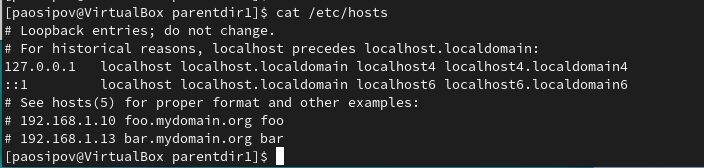 [paosipov@VirtualBox parentdir1]$ cat /etc/hosts
# Loopback entries; do not change.
# For historical reasons, localhost precedes localhost.localdomain:
127.0.0.1   localhost localhost.localdomain localhost4 localhost4.localdomain4
::1         localhost localhost.localdomain localhost6 localhost6.localdomain6
# See hosts(5) for proper format and other examples:
# 192.168.1.10 foo.mydomain.org foo
# 192.168.1.13 bar.mydomain.org bar
[paosipov@VirtualBox parentdir1]$